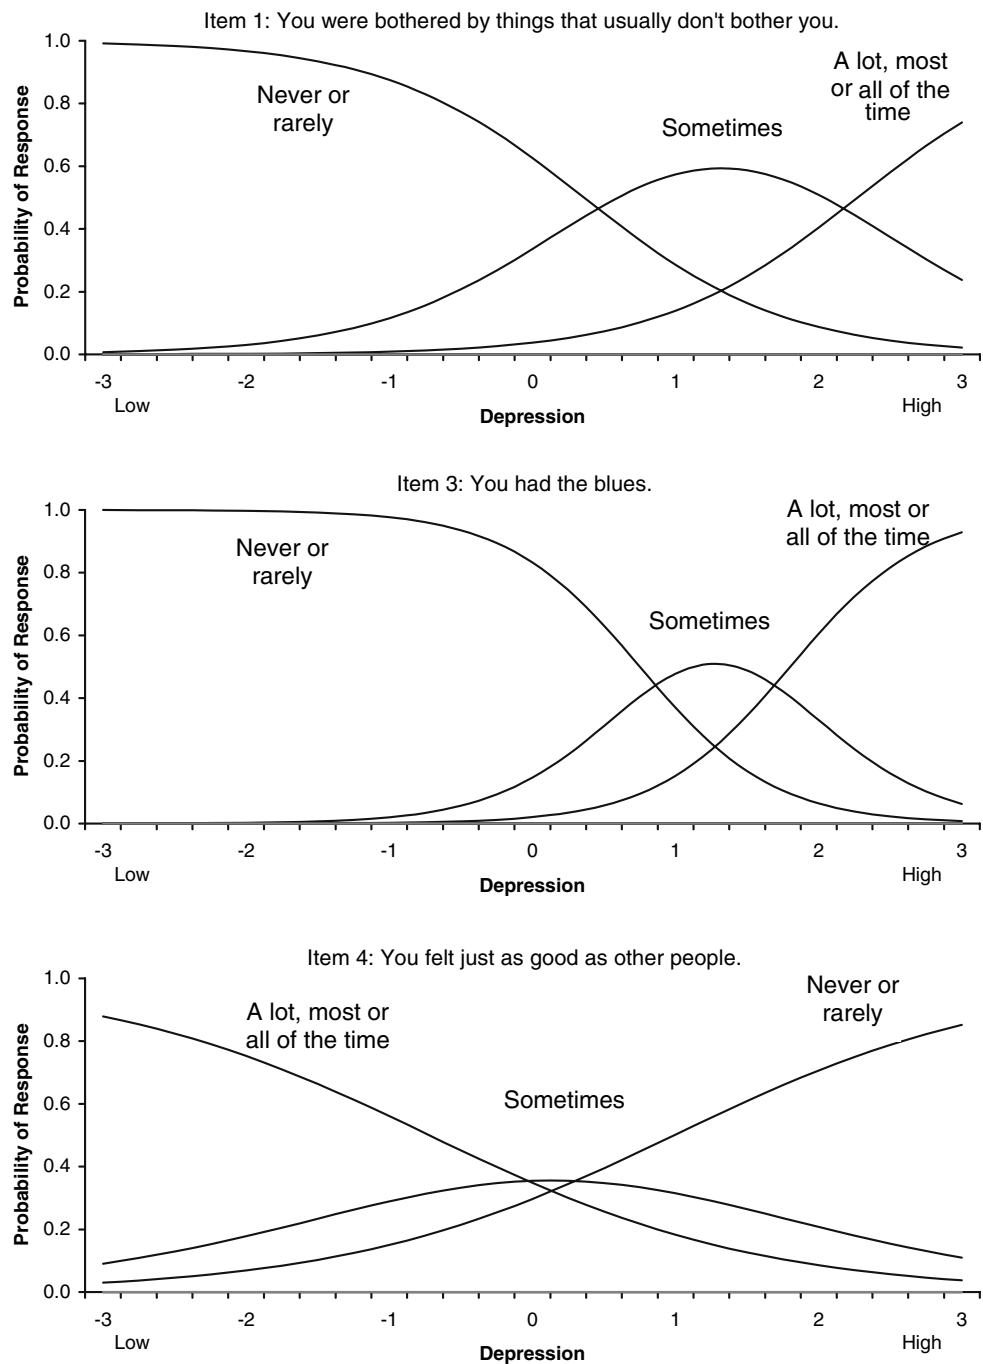 Item 1: You were bothered by things that usually don't bother you.
1.0
0.8
0.6
0.4
0.2
0.0
Probability of Response
Never or
rarely
Sometimes
A lot, most
or all of the
time
-3
-2
-1
0
1
2
3
Low
High
Depression
Item 3: You had the blues.
1.0
0.8
0.6
0.4
0.2
0.0
Probability of Response
Never or
rarely
Sometimes
A lot, most or
all of the time
-3
-2
-1
0
1
2
3
Low
High
Depression
Item 4: You felt just as good as other people.
1.0
0.8
0.6
0.4
0.2
0.0
Probability of Response
A lot, most or
all of the time
Sometimes
Never or
rarely
-3
-2
-1
0
1
2
3
Low
High
Depression